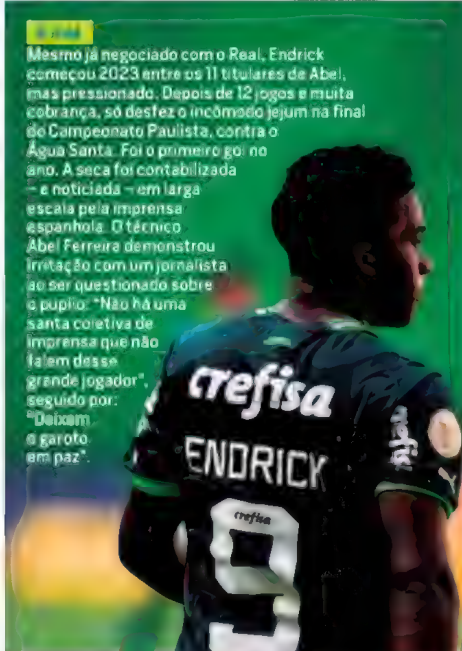 Mesmo já negociado com o Real, Endrick
começou 2023 entre os 11 titulares de Abel,
mas pressionado. Depois de 12 jogos e muita
cobrança, só desfez o incômodo jejum na final
do Campeonato Paulista, contra o
Água Santa. Foi o primeiro gol no
ano. A seca foi contabilizada
– e noticiada – em larga
escala pela imprensa
espanhola. O técnico
Abel Ferreira demonstrou
irritação com um jornalista
ao ser questionado sobre
o pupilo: "Não há uma
santa coletiva de
imprensa que não
falem desse
grande jogador",
seguido por:
"Deixem
o garoto
em paz".
crefisa
ENDRICK
crefisa
9
crefisa